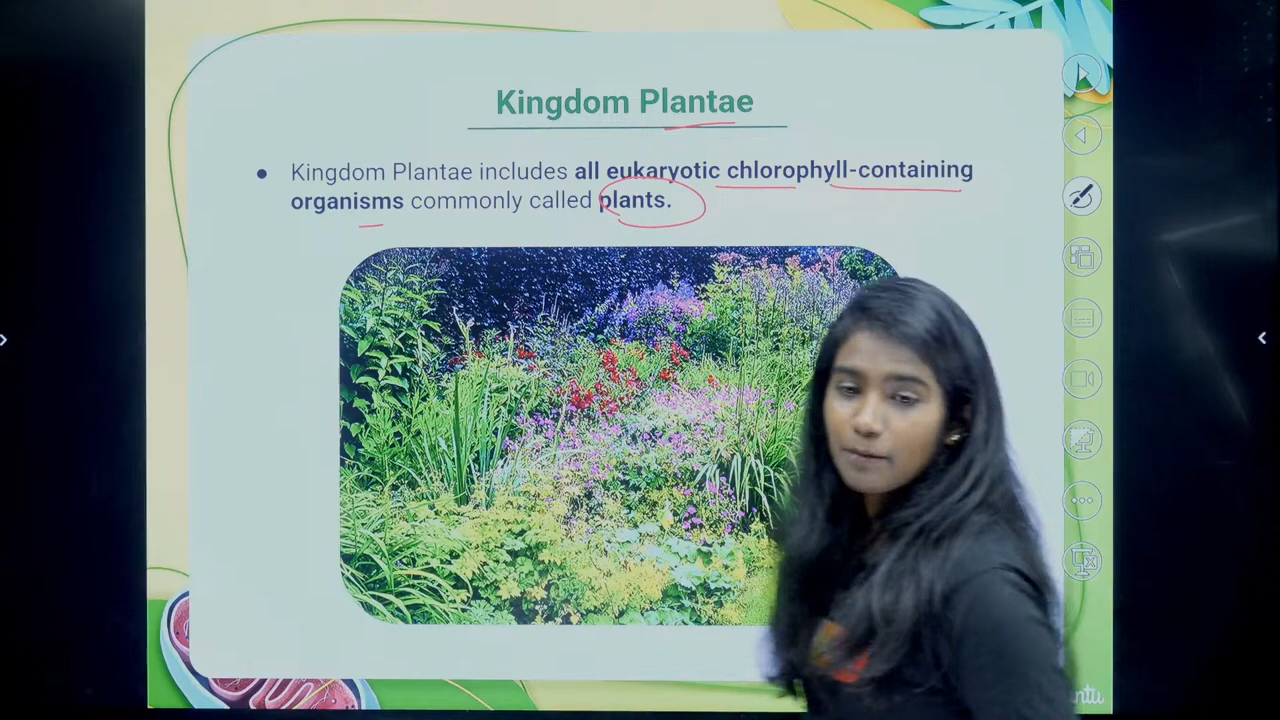 Kingdom Plantae
● Kingdom Plantae includes all eukaryotic chlorophyll-containing
organisms commonly called plants.